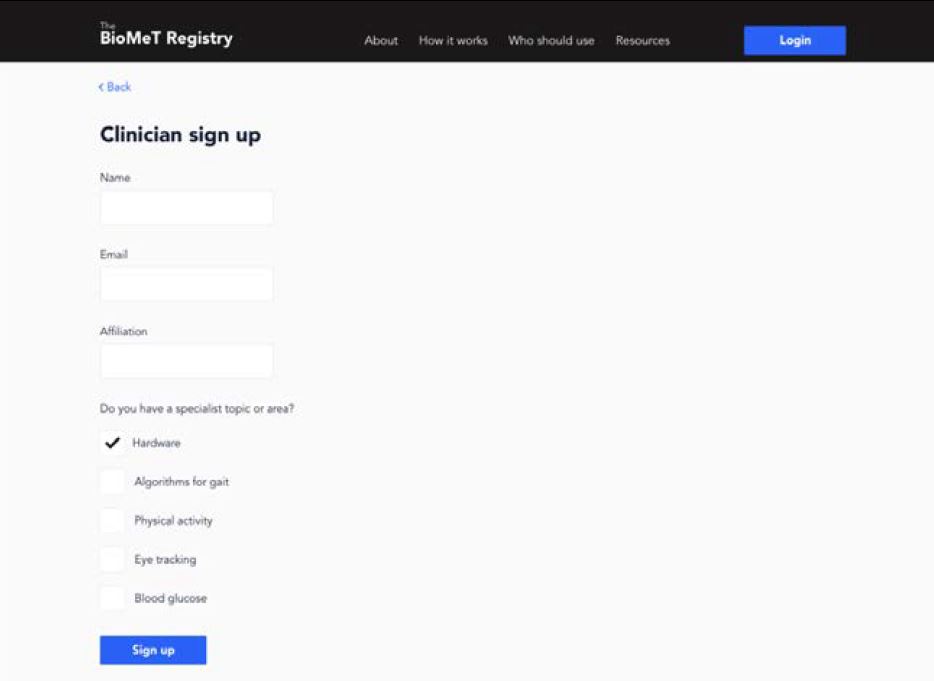 The
BioMeT Registry
About How it works Who should use Resources Login
< Back
Clinician sign up
Name
Email
Affiliation
Do you have a specialist topic or area?
Hardware
Algorithms for gait
Physical activity
Eye tracking
Blood glucose
Sign up